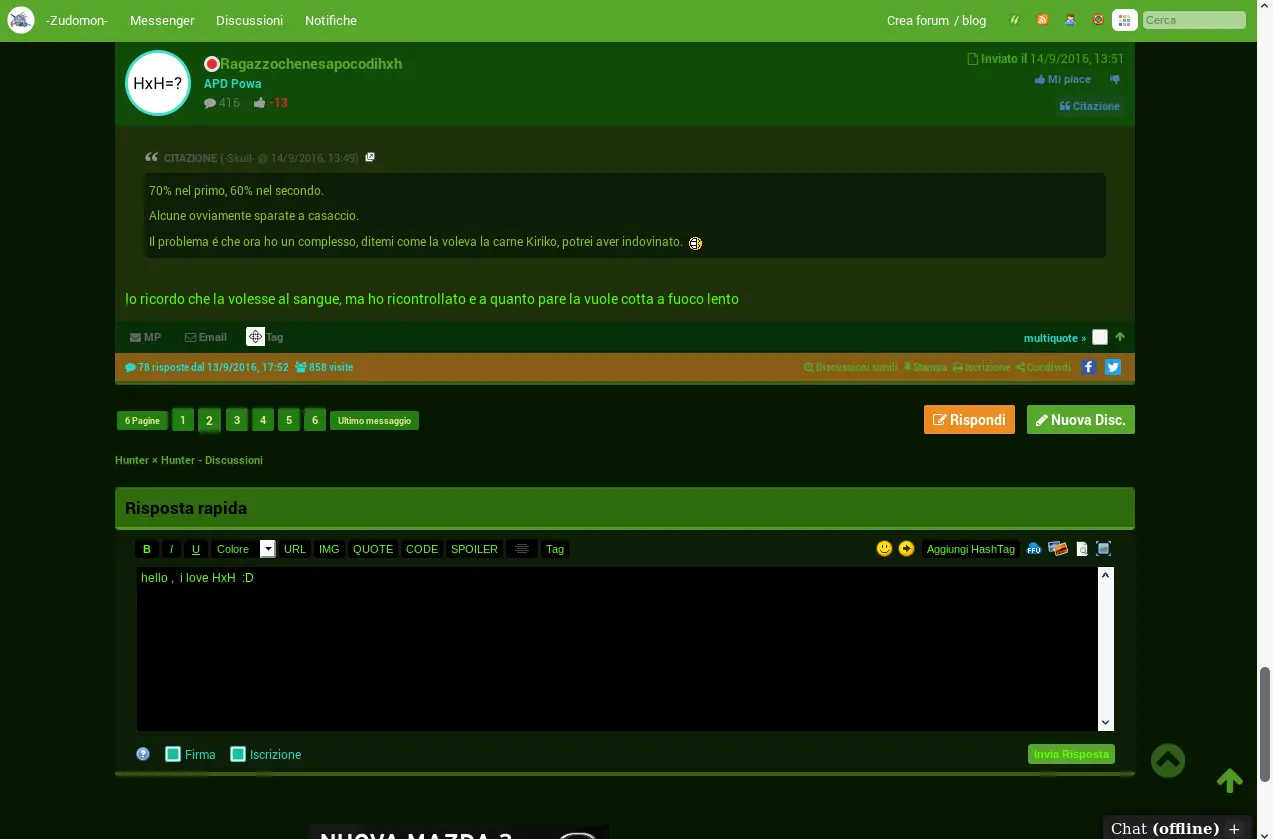 -Zudomon- Messenger Discussioni Notifiche Crea forum / blog Cerca
HxH=?
Ragazzochenesapocodihxh
APD Powa
416 -13
Inviato il 14/9/2016, 13:51
Mi piace
Citazione
CITAZIONE (-Skull- @ 14/9/2016, 13:49)
70% nel primo, 60% nel secondo.
Alcune ovviamente sparate a casaccio.
Il problema é che ora ho un complesso, ditemi come la voleva la carne Kiriko, potrei aver indovinato.
Io ricordo che la volesse al sangue, ma ho ricontrollato e a quanto pare la vuole cotta a fuoco lento
MP Email Tag multiquote »
78 risposte dal 13/9/2016, 17:52 858 visite Discussioni simili Stampa Iscrizione Condividi
6 Pagine 1 2 3 4 5 6 Ultimo messaggio Rispondi Nuova Disc.
Hunter × Hunter - Discussioni
Risposta rapida
B I U Colore URL IMG QUOTE CODE SPOILER Tag Aggiungi HashTag FFU
hello ,  i love HxH  :D
Firma Iscrizione Invia Risposta
NUOVA MAZDA 3
Chat (offline) +